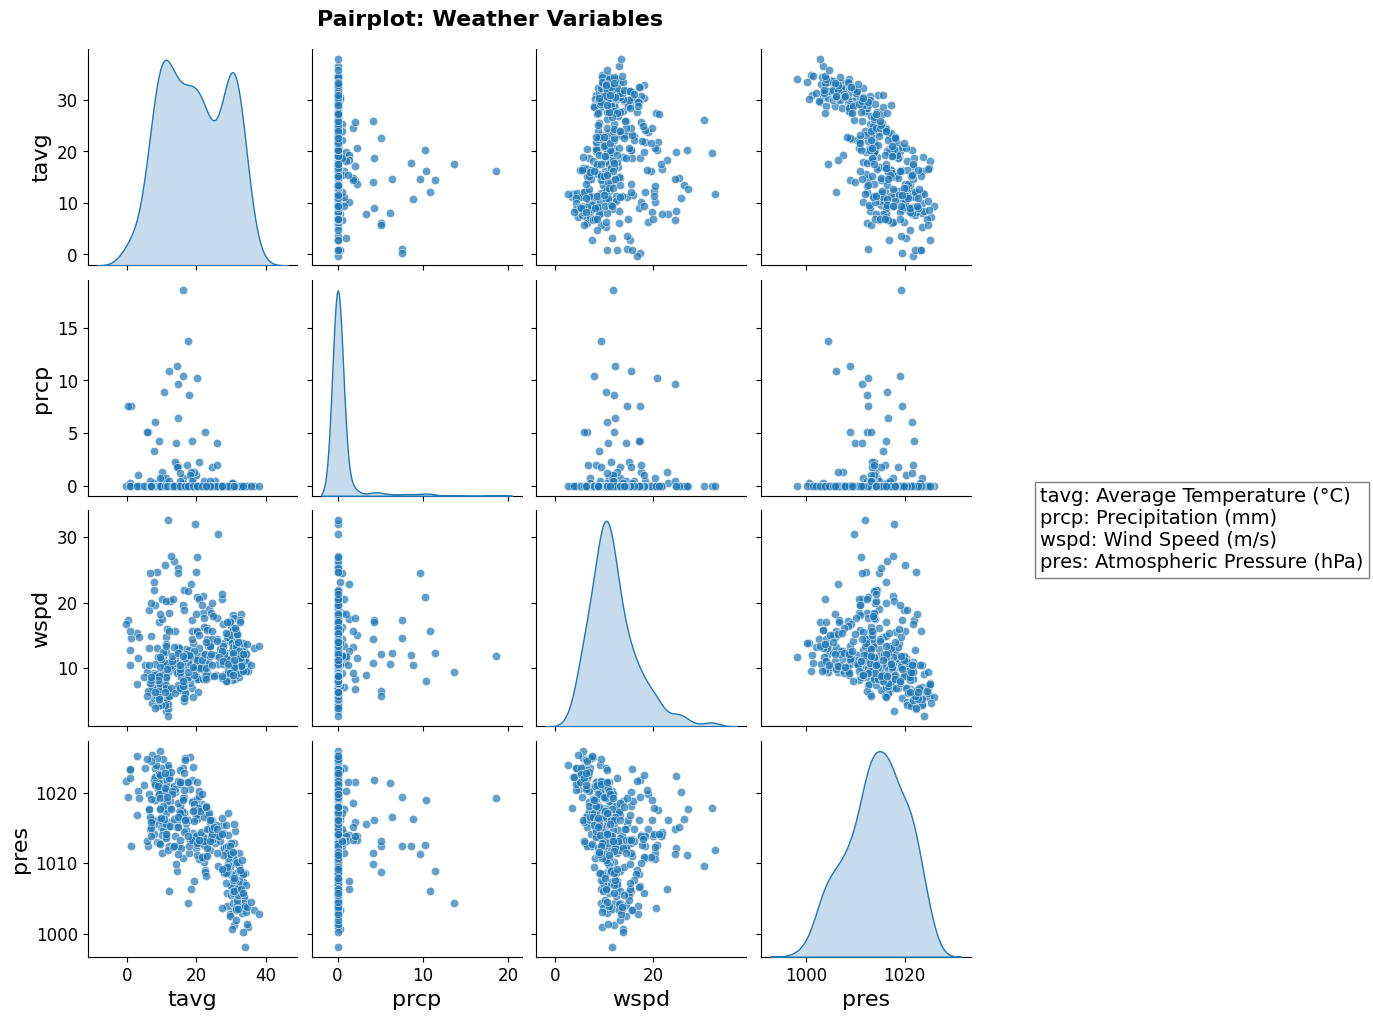 Pairplot: Weather Variables
tavg
30
20
10
0
prcp
15
10
5
0
tavg: Average Temperature (°C)
prcp: Precipitation (mm)
wspd: Wind Speed (m/s)
pres: Atmospheric Pressure (hPa)
wspd
30
20
10
pres
1020
1010
1000
0 20 40 0 10 20 0 20 1000 1020
tavg prcp wspd pres